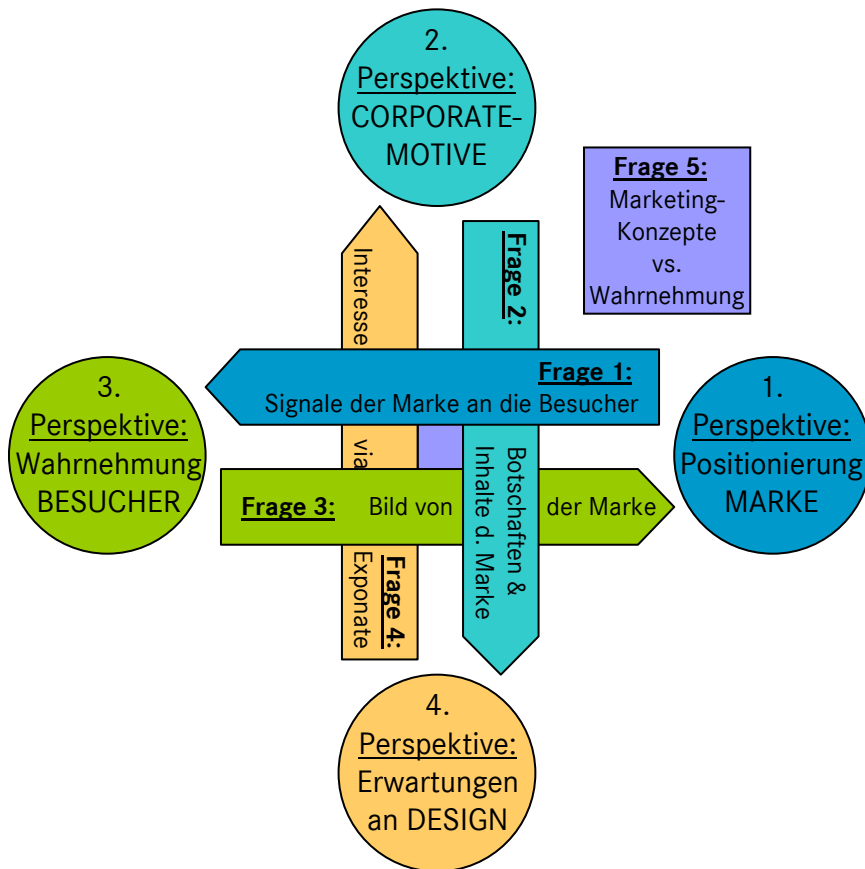 2.
Perspektive:
CORPORATE-
MOTIVE
Frage 5:
Marketing-
Konzepte
vs.
Wahrnehmung
Frage 2:
Botschaften &
Inhalte d. Marke
Frage 1:
Signale der Marke an die Besucher
3.
Perspektive:
Wahrnehmung
BESUCHER
1.
Perspektive:
Positionierung
MARKE
Frage 3: Bild von der Marke
Frage 4:
Interesse via Exponate
4.
Perspektive:
Erwartungen
an DESIGN